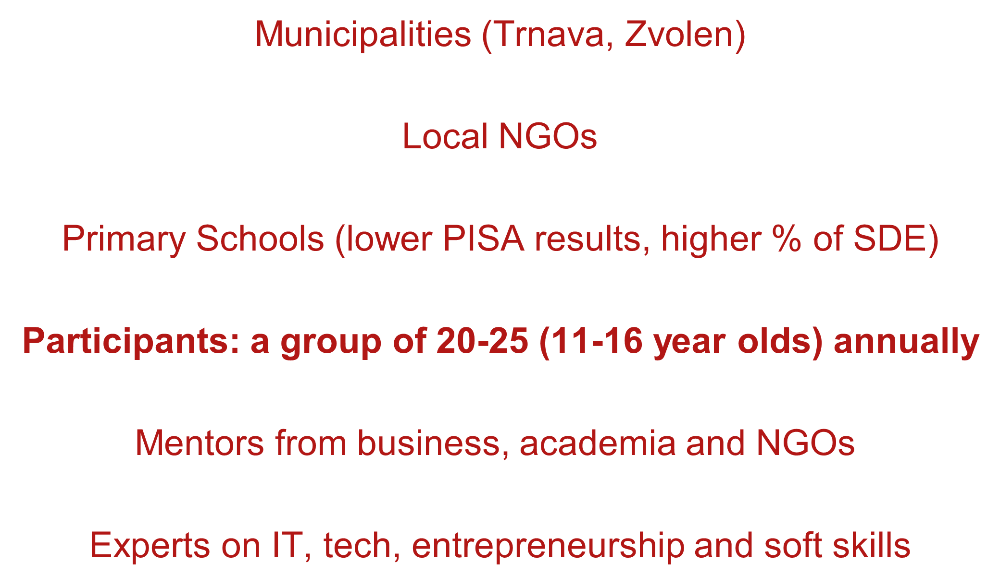 Municipalities (Trnava, Zvolen)
Local NGOs
Primary Schools (lower PISA results, higher % of SDE)
Participants: a group of 20-25 (11-16 year olds) annually
Mentors from business, academia and NGOs
Experts on IT, tech, entrepreneurship and soft skills